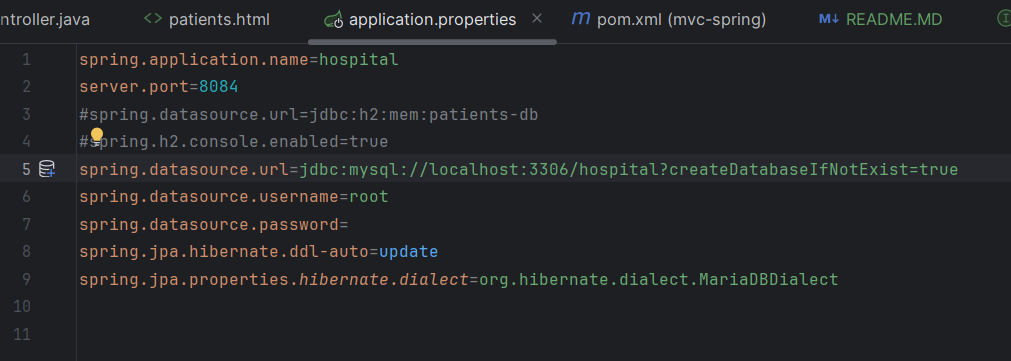 ntroller.java <> patients.html application.properties × m pom.xml (mvc-spring) M↓ README.MD
1 spring.application.name=hospital
2 server.port=8084
3 #spring.datasource.url=jdbc:h2:mem:patients-db
4 #spring.h2.console.enabled=true
5 spring.datasource.url=jdbc:mysql://localhost:3306/hospital?createDatabaseIfNotExist=true
6 spring.datasource.username=root
7 spring.datasource.password=
8 spring.jpa.hibernate.ddl-auto=update
9 spring.jpa.properties.hibernate.dialect=org.hibernate.dialect.MariaDBDialect
10
11